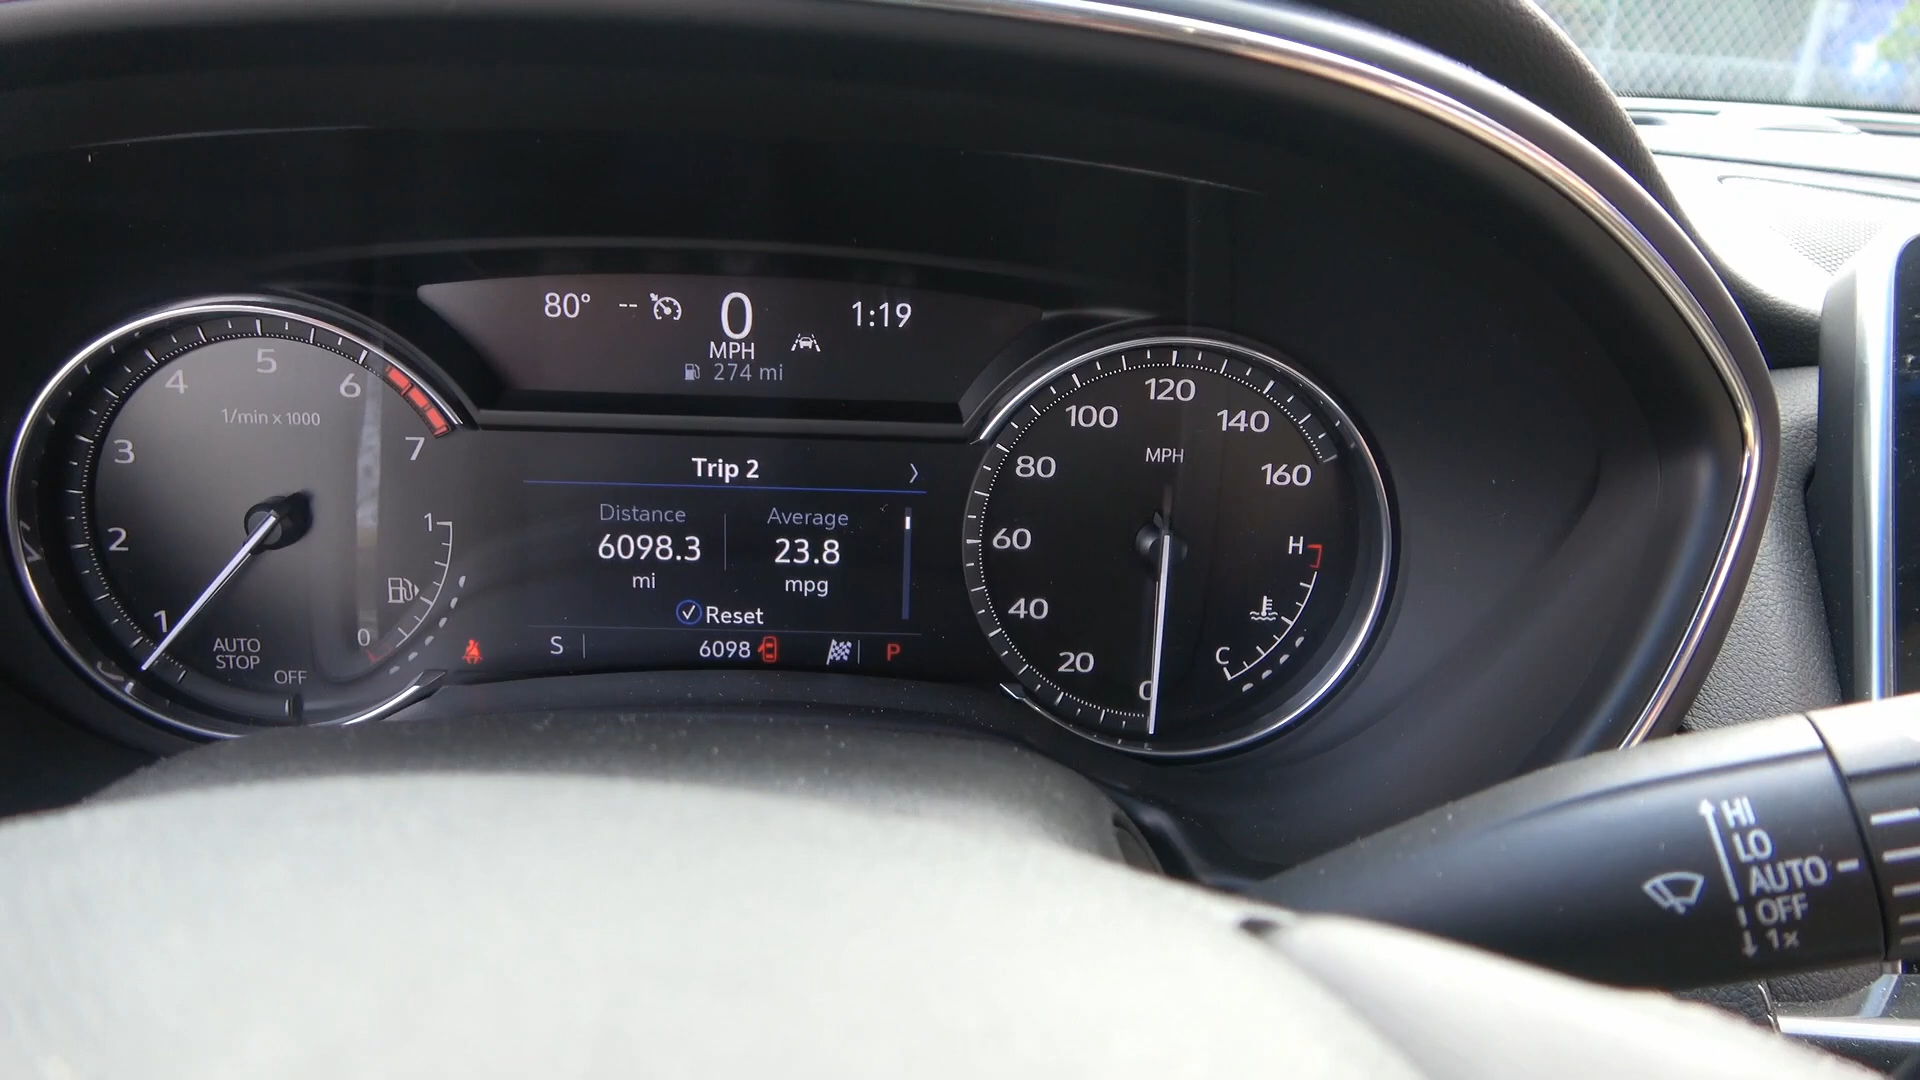 80° -- 0 1:19
MPH
274 mi
1 2 3 4 5 6 7
1/min x 1000
AUTO
STOP
OFF
1
0
Trip 2 >
Distance Average
6098.3 23.8
mi mpg
Reset
S 6098 P
0 20 40 60 80 100 120 140 160
MPH
H
C
HI
LO
AUTO
OFF
1x